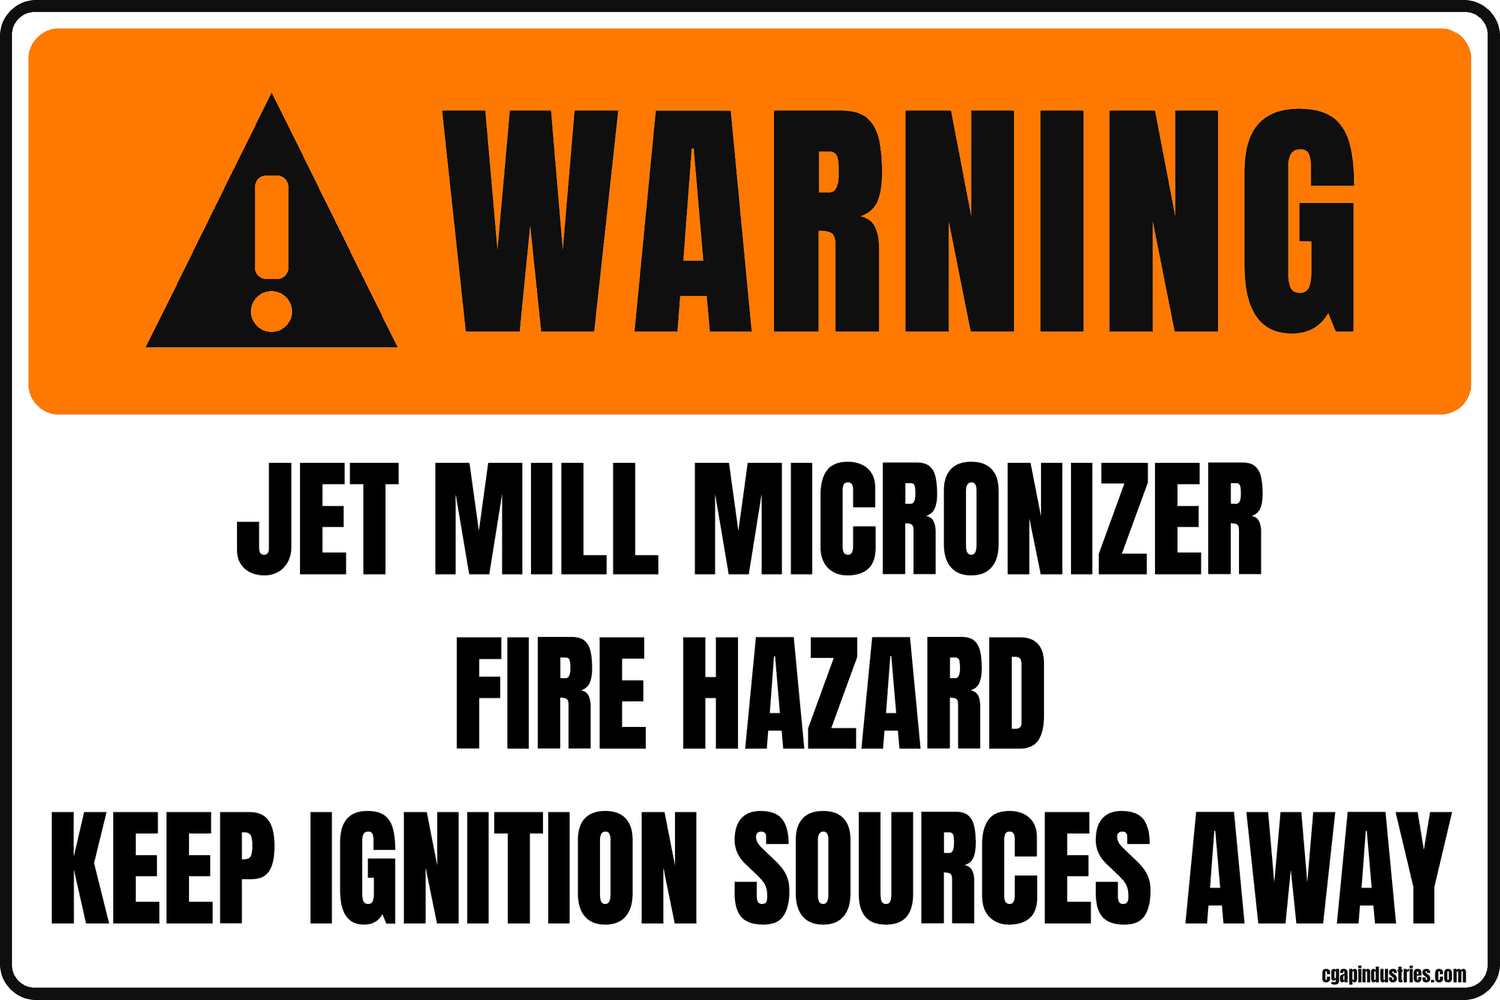 WARNING
JET MILL MICRONIZER
FIRE HAZARD
KEEP IGNITION SOURCES AWAY
cgapindustries.com